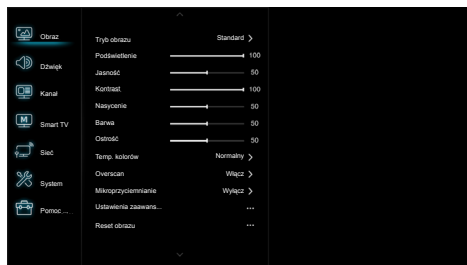 Obraz
Dźwięk
Kanał
M
Smart TV
Sieć
System
Pomoc ...
Tryb obrazu Standard
Podświetlenie 100
Jasność 50
Kontrast 100
Nasycenie 50
Barwa 50
Ostrość 50
Temp. kolorów Normalny
Overscan Włącz
Mikroprzyciemnianie Wyłącz
Ustawienia zaawans... ...
Reset obrazu ...